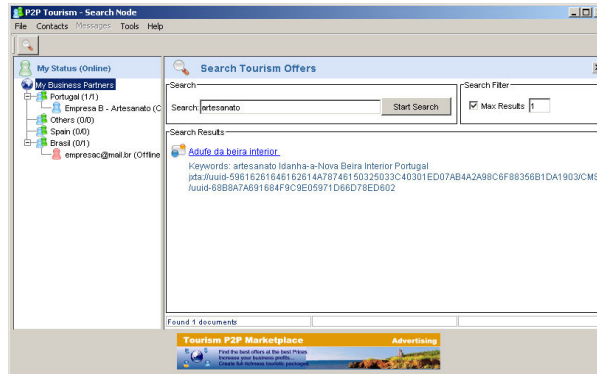 P2P Tourism - Search Node
File Contacts Messages Tools Help
My Status (Online)
My Business Partners
Portugal (1/1)
Empresa B - Artesanato (C
Others (0/0)
Spain (0/0)
Brasil (0/1)
empresac@mail.br (Offline
Search Tourism Offers
Search
Search: artesanato
Start Search
Search Filter
Max Results 1
Search Results
Adufe da beira interior
Keywords: artesanato Idanha-a-Nova Beira Interior Portugal
jxta://uuid-59616261646162614A78746150325033C40301ED07AB4A2A98C6F88356B1DA1903/CMS
/uuid-68B8A7A691684F9C9E05971D66D78ED602
Found 1 documents
Tourism P2P Marketplace
Advertising
Find the best offers at the best Prices
Increase your business profits...
Create full richness touristic packages